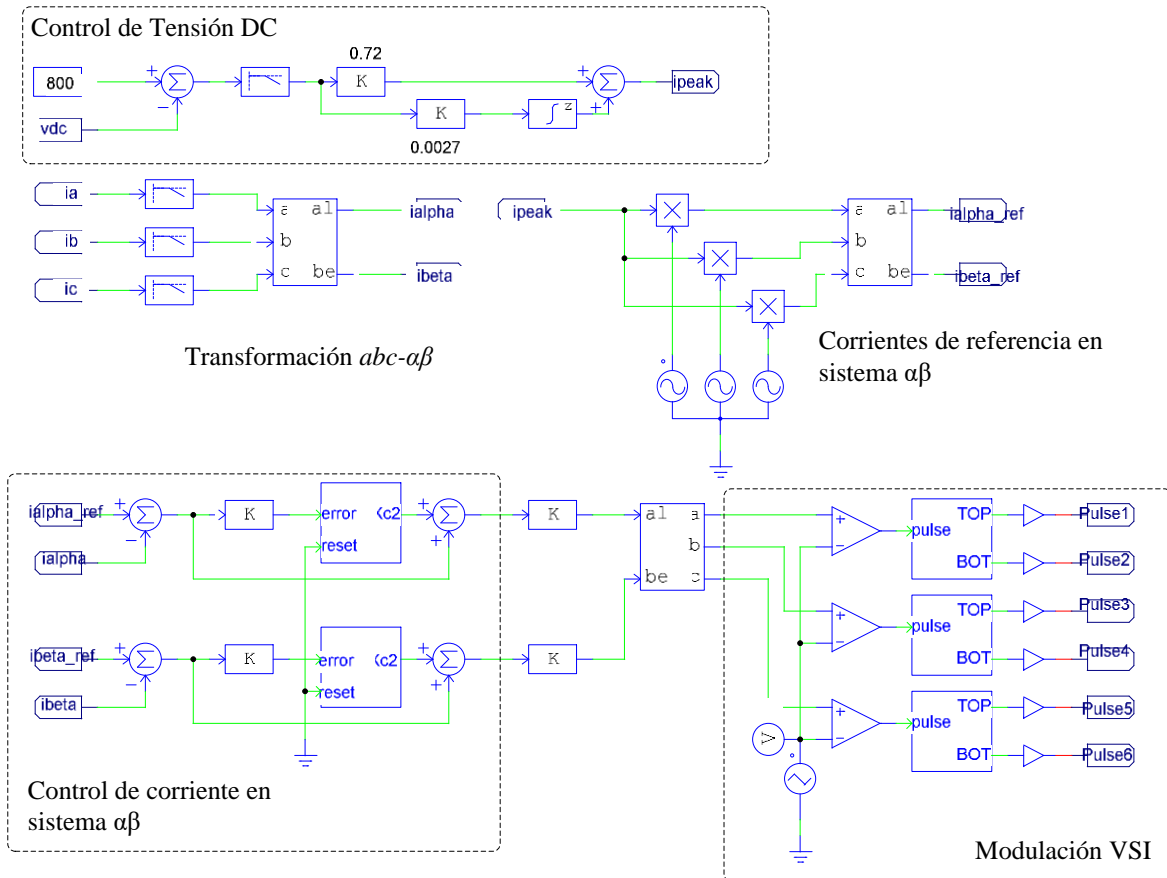 Control de Tensión DC
0.72
800
K
ipeak
vdc
K
z
0.0027
ia
ib
ic
a al
b
c be
ialpha
ibeta
ipeak
a al
b
c be
ialpha_ref
ibeta_ref
Transformación abc-αβ
Corrientes de referencia en
sistema αβ
ialpha_ref
ialpha
K
error
reset
K
al a
b
be c
pulse TOP
BOT
Pulse1
Pulse2
pulse TOP
BOT
Pulse3
Pulse4
ibeta_ref
ibeta
K
error
reset
K
pulse TOP
BOT
Pulse5
Pulse6
V
Control de corriente en
sistema αβ
Modulación VSI